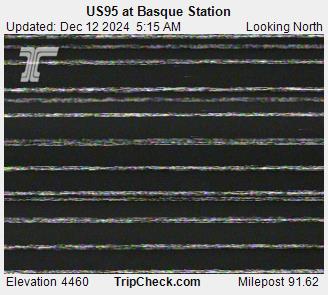 US95 at Basque Station
Updated: Dec 12 2024 5:15 AM Looking North
Elevation 4460 TripCheck.com Milepost 91.62